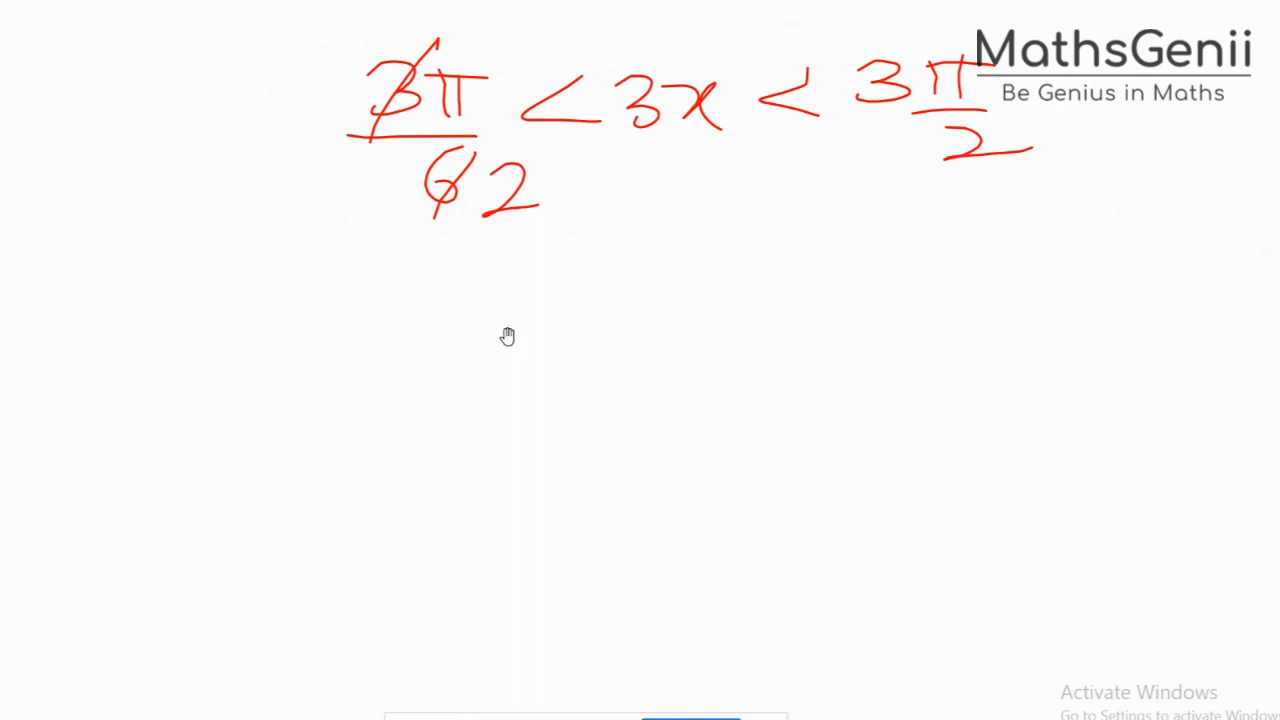 MathsGenii
Be Genius in Maths
3π/6 2 < 3x < 3π/2
Activate Windows
Go to Settings to activate Windows